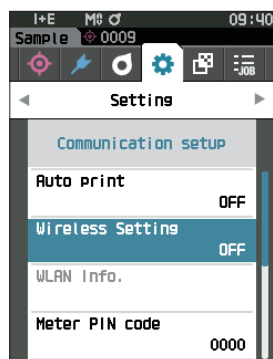 I+E M0 09:40
Sample 0009
-JOB
Setting
Communication setup
Auto print
OFF
Wireless Setting
OFF
WLAN Info.
Meter PIN code
0000